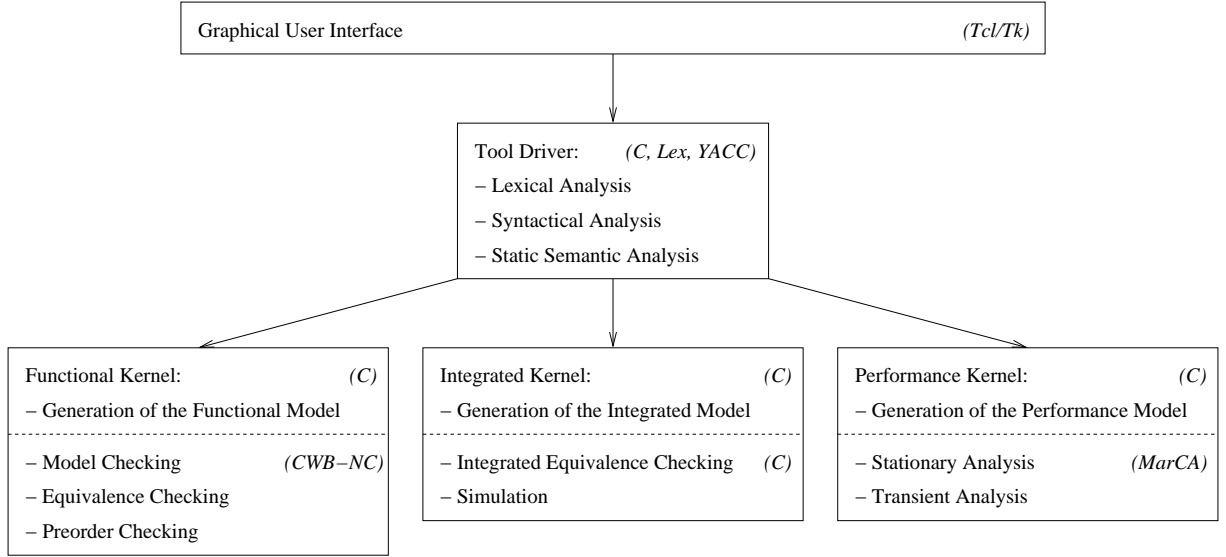 Graphical User Interface (Tcl/Tk)
Tool Driver: (C, Lex, YACC)
– Lexical Analysis
– Syntactical Analysis
– Static Semantic Analysis
Functional Kernel: (C)
– Generation of the Functional Model
– Model Checking (CWB–NC)
– Equivalence Checking
– Preorder Checking
Integrated Kernel: (C)
– Generation of the Integrated Model
– Integrated Equivalence Checking (C)
– Simulation
Performance Kernel: (C)
– Generation of the Performance Model
– Stationary Analysis (MarCA)
– Transient Analysis